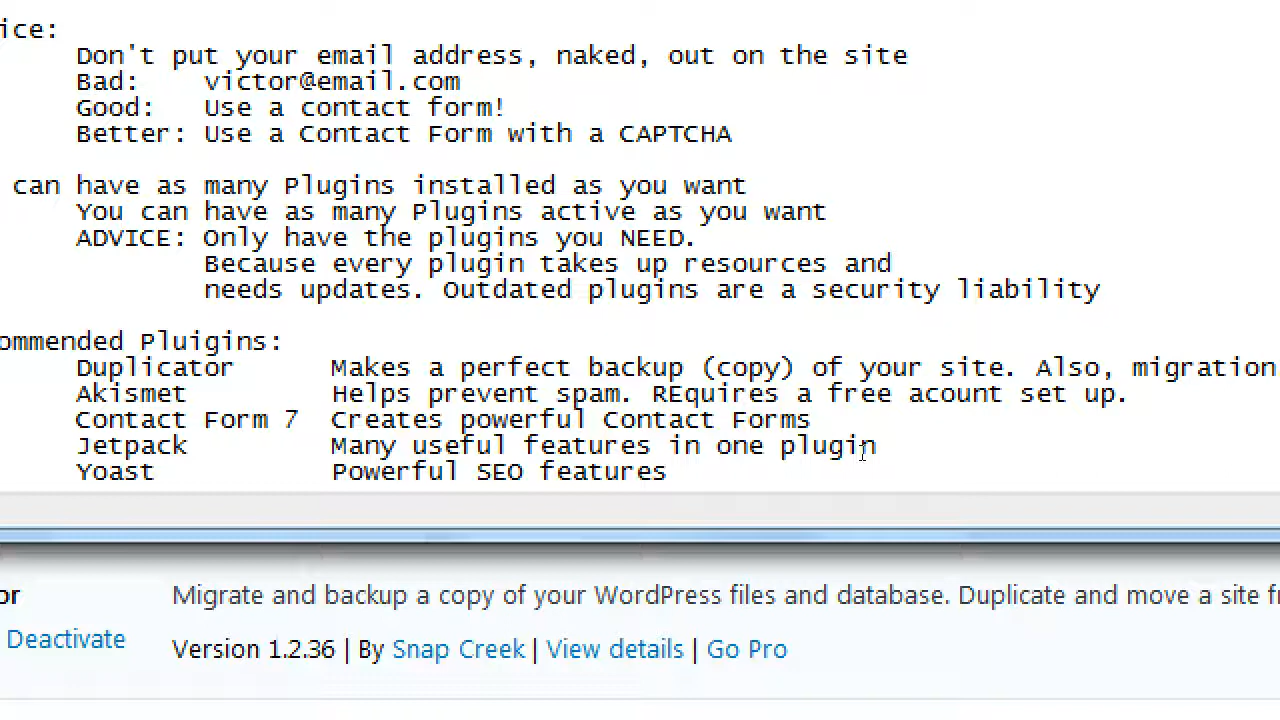 ice:
Don't put your email address, naked, out on the site
Bad: victor@email.com
Good: Use a contact form!
Better: Use a Contact Form with a CAPTCHA
can have as many Plugins installed as you want
You can have as many Plugins active as you want
ADVICE: Only have the plugins you NEED.
Because every plugin takes up resources and
needs updates. Outdated plugins are a security liability
ommended Pluigins:
Duplicator Makes a perfect backup (copy) of your site. Also, migration
Akismet Helps prevent spam. REquires a free acount set up.
Contact Form 7 Creates powerful Contact Forms
Jetpack Many useful features in one plugin
Yoast Powerful SEO features
or Migrate and backup a copy of your WordPress files and database. Duplicate and move a site fr
Deactivate Version 1.2.36 | By Snap Creek | View details | Go Pro